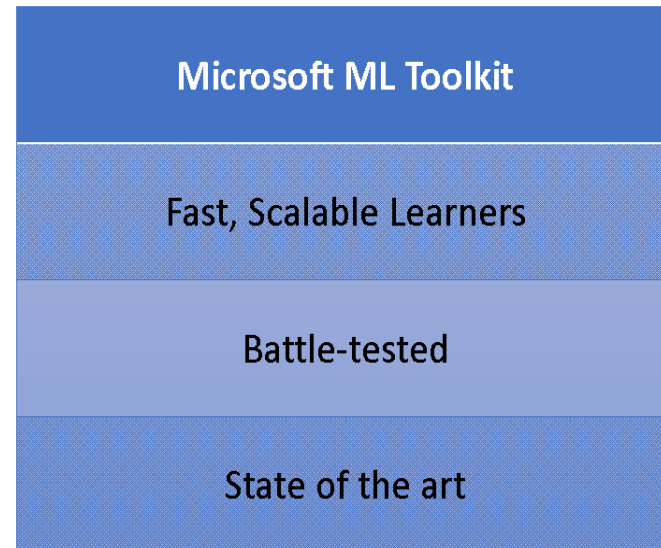 Microsoft ML Toolkit
Fast, Scalable Learners
Battle-tested
State of the art